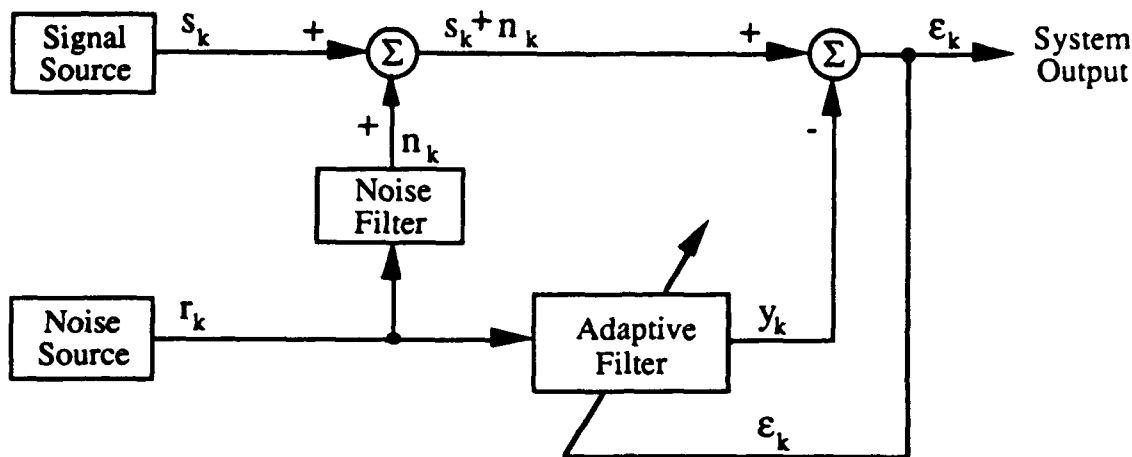 Signal
Source
s_k
+
Σ
s_k + n_k
+
Σ
ε_k
System
Output
+
n_k
-
Noise
Filter
Noise
Source
r_k
Adaptive
Filter
y_k
ε_k